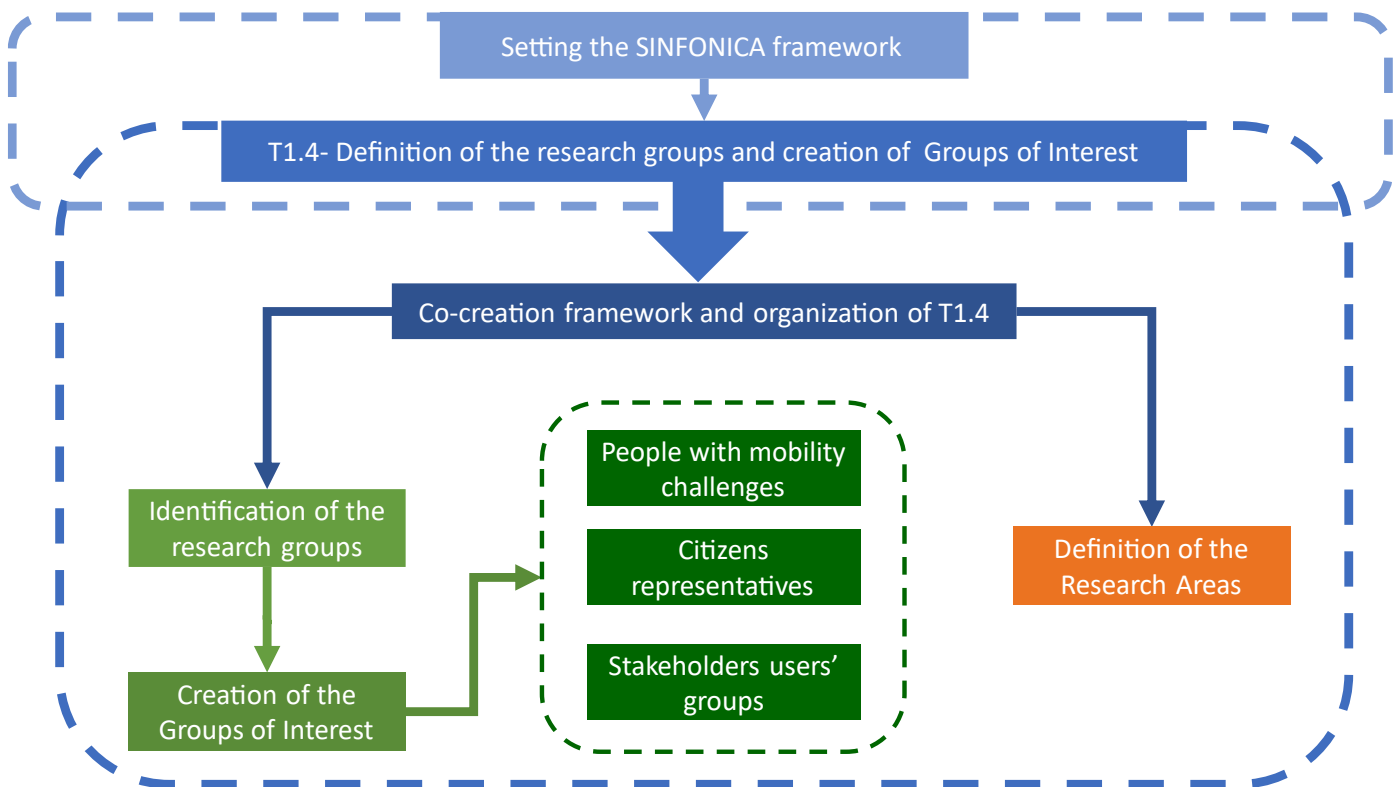 Setting the SINFONICA framework
T1.4- Definition of the research groups and creation of Groups of Interest
Co-creation framework and organization of T1.4
People with mobility
challenges
Identification of the
research groups
Citizens
representatives
Definition of the
Research Areas
Stakeholders users’
groups
Creation of the
Groups of Interest